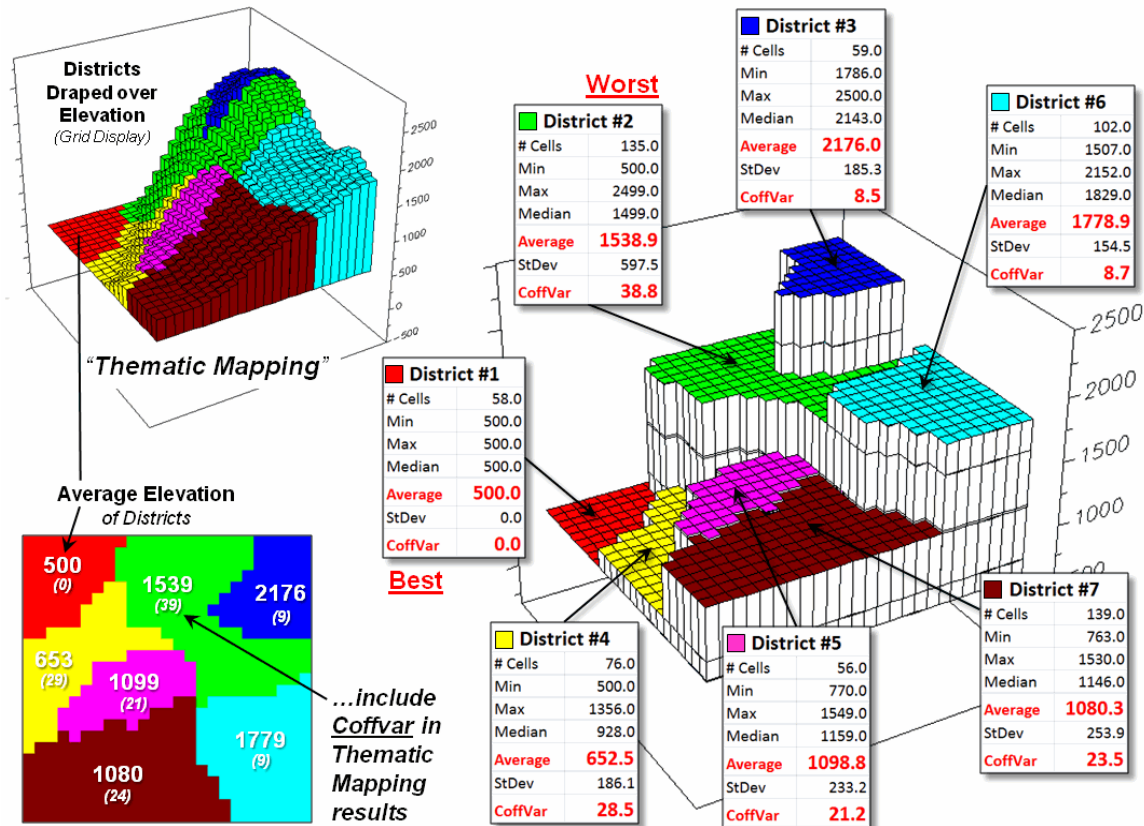 Districts
Draped over
Elevation
(Grid Display)
2500
2000
1500
1000
500
0
-500
"Thematic Mapping"
Average Elevation
of Districts
500
(0)
1539
(39)
2176
(9)
653
(29)
1099
(21)
1779
(9)
1080
(24)
…include
Coffvar in
Thematic
Mapping
results
Worst
District #2
# Cells 135.0
Min 500.0
Max 2499.0
Median 1499.0
Average 1538.9
StDev 597.5
CoffVar 38.8
District #3
# Cells 59.0
Min 1786.0
Max 2500.0
Median 2143.0
Average 2176.0
StDev 185.3
CoffVar 8.5
District #6
# Cells 102.0
Min 1507.0
Max 2152.0
Median 1829.0
Average 1778.9
StDev 154.5
CoffVar 8.7
District #1
# Cells 58.0
Min 500.0
Max 500.0
Median 500.0
Average 500.0
StDev 0.0
CoffVar 0.0
Best
2500
2000
1500
1000
District #4
# Cells 76.0
Min 500.0
Max 1356.0
Median 928.0
Average 652.5
StDev 186.1
CoffVar 28.5
District #5
# Cells 56.0
Min 770.0
Max 1549.0
Median 1159.0
Average 1098.8
StDev 233.2
CoffVar 21.2
District #7
# Cells 139.0
Min 763.0
Max 1530.0
Median 1146.0
Average 1080.3
StDev 253.9
CoffVar 23.5